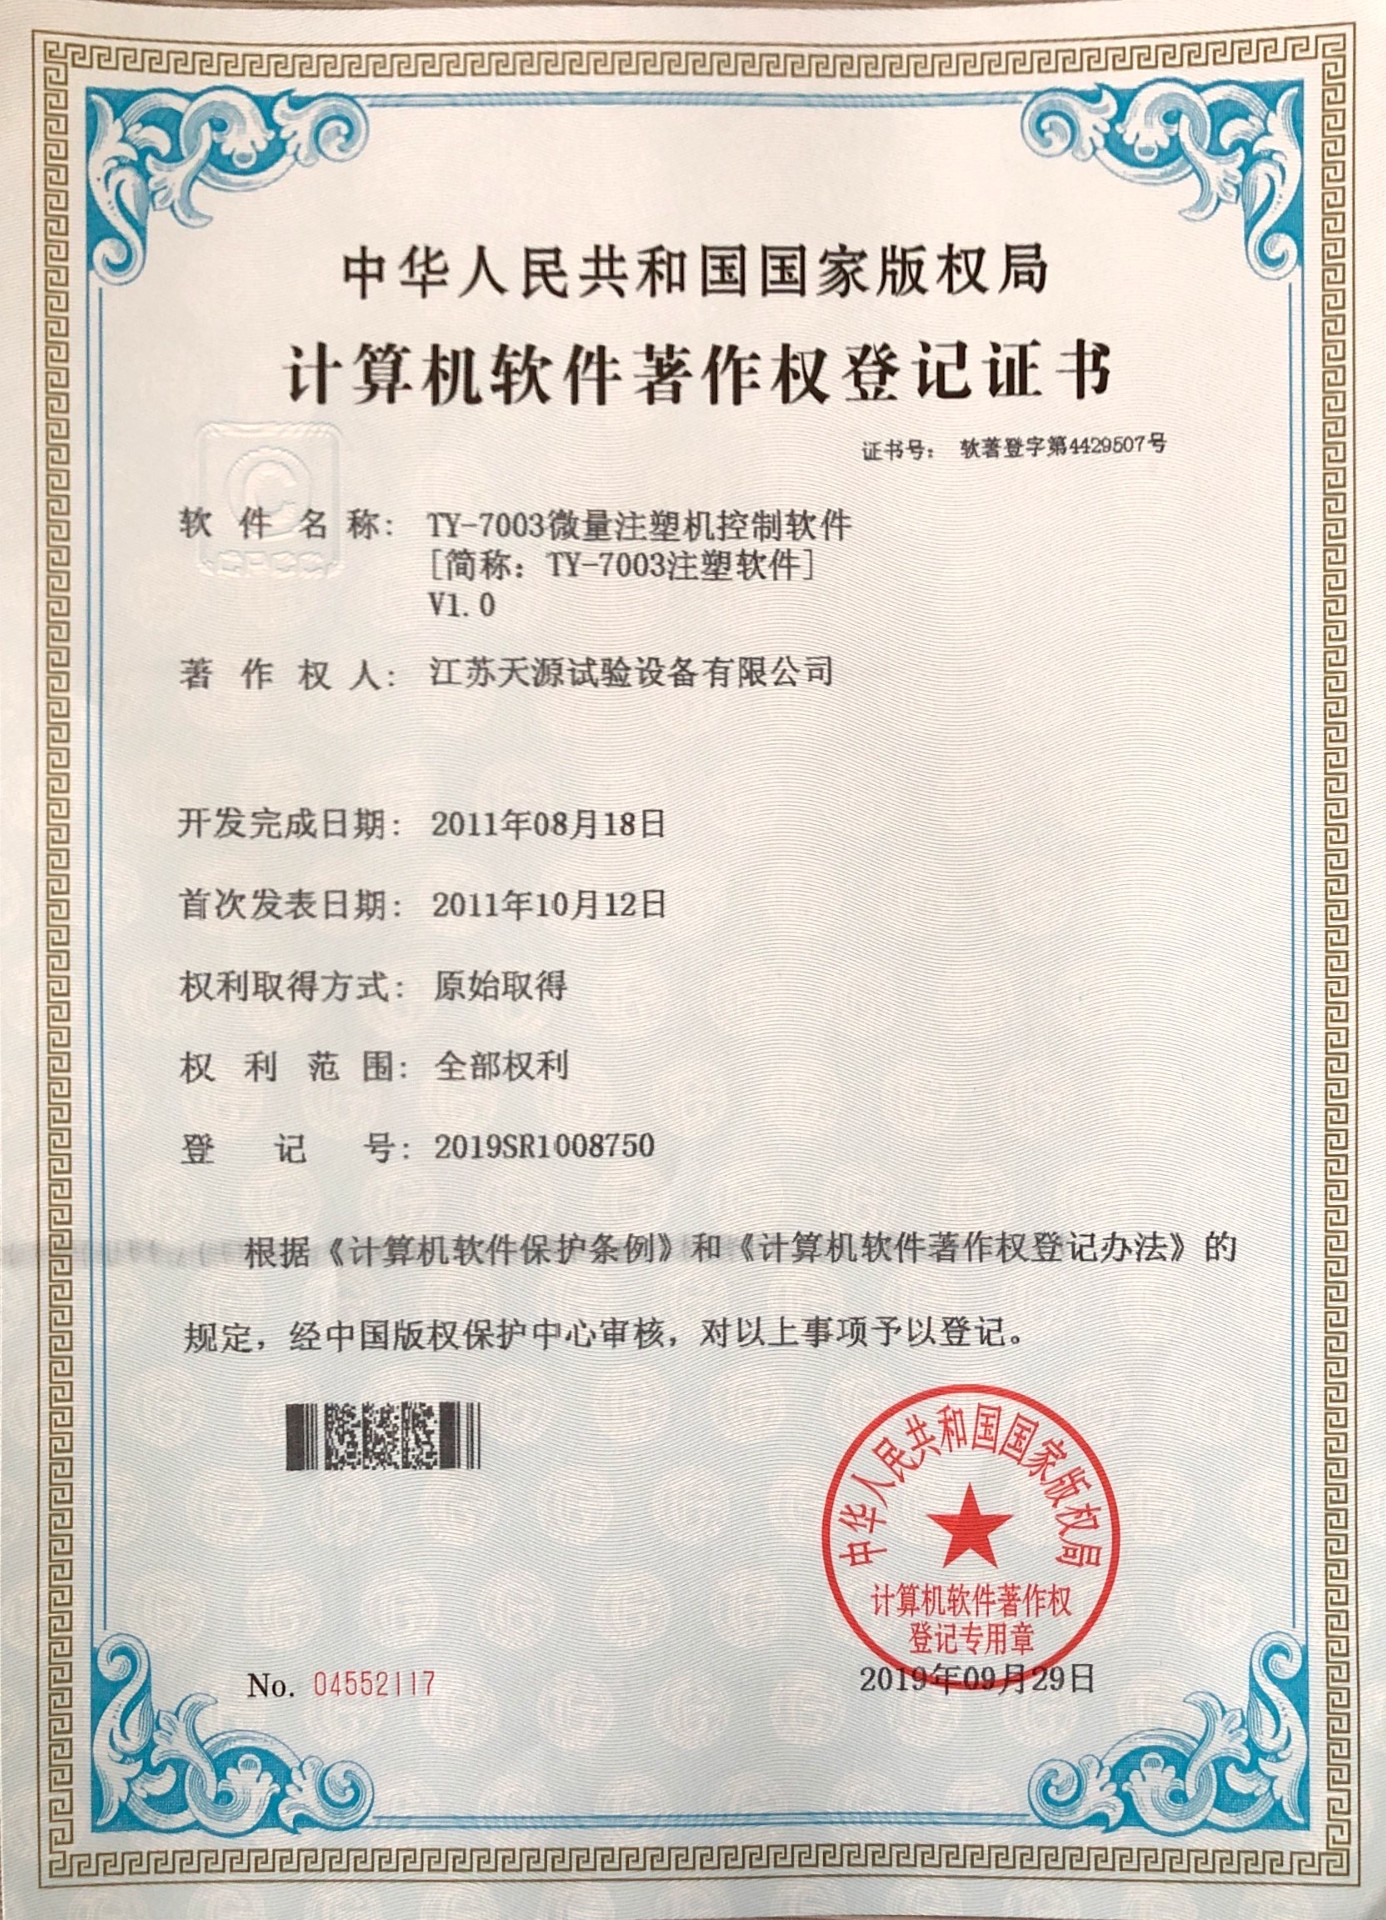 中华人民共和国国家版权局
计算机软件著作权登记证书
证书号： 软著登字第4429507号
软件名称： TY-7003微量注塑机控制软件
[简称：TY-7003注塑软件]
V1.0
著作权人： 江苏天源试验设备有限公司
开发完成日期： 2011年08月18日
首次发表日期： 2011年10月12日
权利取得方式： 原始取得
权利范围： 全部权利
登记号： 2019SR1008750
根据《计算机软件保护条例》和《计算机软件著作权登记办法》的
规定，经中国版权保护中心审核，对以上事项予以登记。
中华人民共和国国家版权局
计算机软件著作权
登记专用章
No. 04552117
2019年09月29日
CPCC